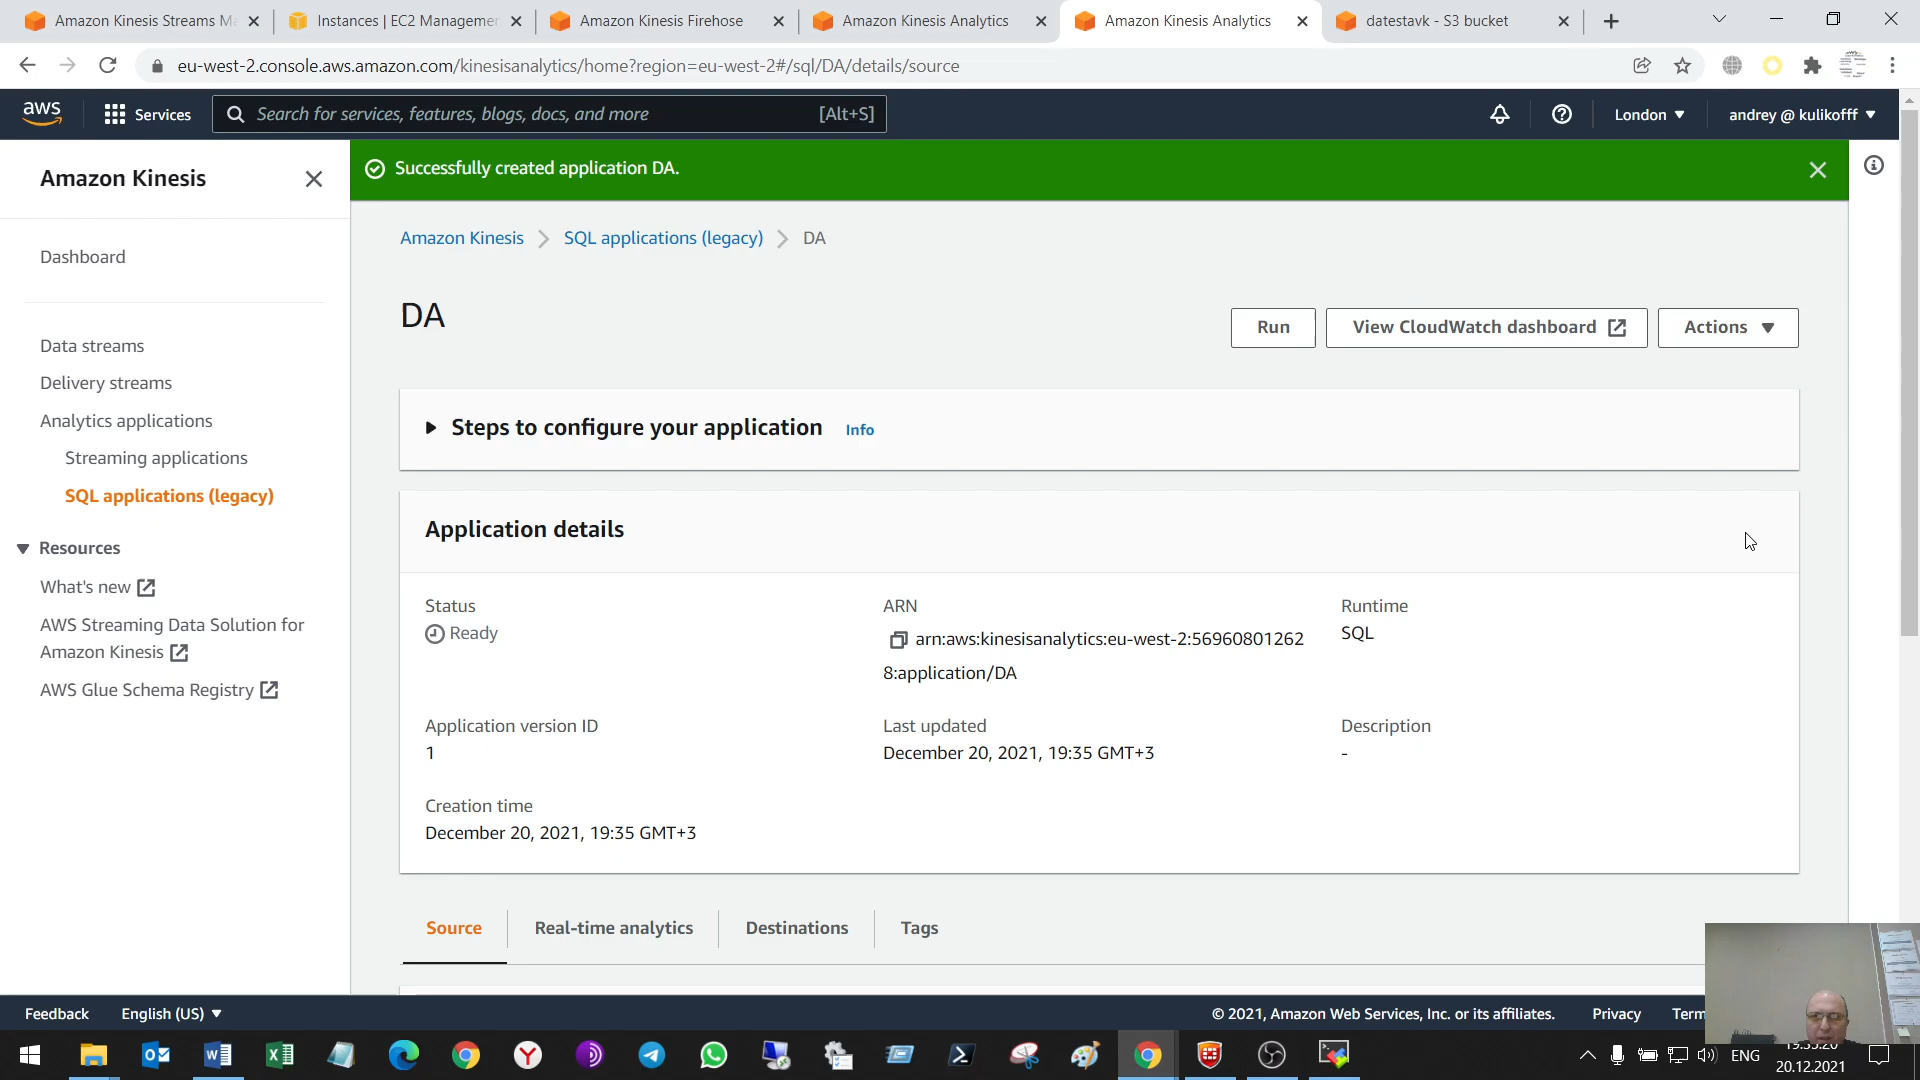 Amazon Kinesis Streams M
Instances | EC2 Managemen
Amazon Kinesis Firehose
Amazon Kinesis Analytics
Amazon Kinesis Analytics
datestavk - S3 bucket
eu-west-2.console.aws.amazon.com/kinesisanalytics/home?region=eu-west-2#/sql/DA/details/source
aws
Services
Search for services, features, blogs, docs, and more
[Alt+S]
London
andrey @ kulikofff
Amazon Kinesis
Successfully created application DA.
Dashboard
Data streams
Delivery streams
Analytics applications
Streaming applications
SQL applications (legacy)
Resources
What's new
AWS Streaming Data Solution for
Amazon Kinesis
AWS Glue Schema Registry
Amazon Kinesis
SQL applications (legacy)
DA
DA
Run
View CloudWatch dashboard
Actions
Steps to configure your application
Info
Application details
Status
Ready
ARN
arn:aws:kinesisanalytics:eu-west-2:56960801262
8:application/DA
Runtime
SQL
Application version ID
1
Last updated
December 20, 2021, 19:35 GMT+3
Description
-
Creation time
December 20, 2021, 19:35 GMT+3
Source
Real-time analytics
Destinations
Tags
Feedback
English (US)
© 2021, Amazon Web Services, Inc. or its affiliates.
Privacy
Term
ENG
20.12.2021